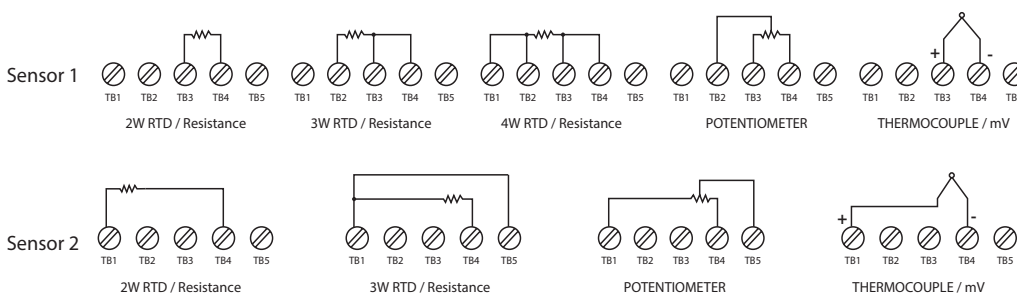 + -
Sensor 1
TB1 TB2 TB3 TB4 TB5 TB1 TB2 TB3 TB4 TB5 TB1 TB2 TB3 TB4 TB5 TB1 TB2 TB3 TB4 TB5 TB1 TB2 TB3 TB4
2W RTD / Resistance 3W RTD / Resistance 4W RTD / Resistance POTENTIOMETER THERMOCOUPLE / mV
+ -
Sensor 2
TB1 TB2 TB3 TB4 TB5 TB1 TB2 TB3 TB4 TB5 TB1 TB2 TB3 TB4 TB5 TB1 TB2 TB3 TB4 TB5
2W RTD / Resistance 3W RTD / Resistance POTENTIOMETER THERMOCOUPLE / mV